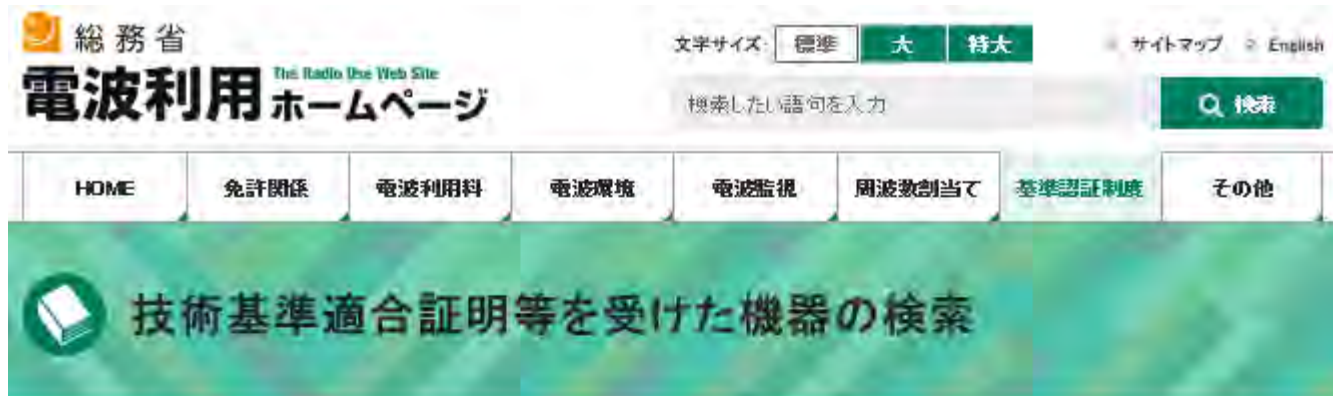 総務省
電波利用 The Radio Use Web Site ホームページ
文字サイズ: 標準 大 特大 サイトマップ English
検索したい語句を入力 検索
HOME 免許関係 電波利用料 電波環境 電波監視 周波数割当て 基準認証制度 その他
技術基準適合証明等を受けた機器の検索